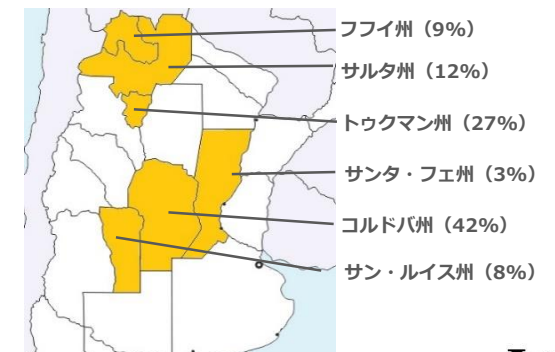 フフイ州（9%）
サルタ州（12%）
トゥクマン州（27%）
サンタ・フェ州（3%）
コルドバ州（42%）
サン・ルイス州（8%）